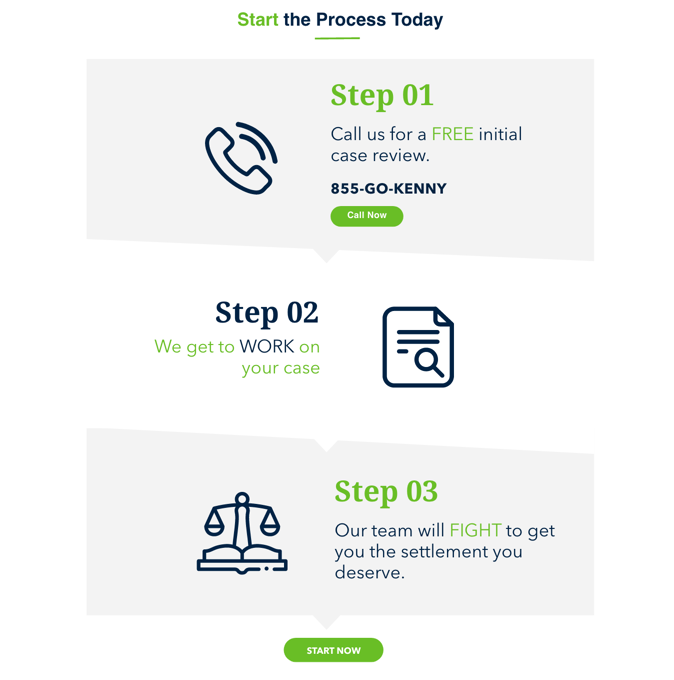 Start the Process Today
Step 01
Call us for a FREE initial
case review.
855-GO-KENNY
Call Now
Step 02
We get to WORK on
your case
Step 03
Our team will FIGHT to get
you the settlement you
deserve.
START NOW